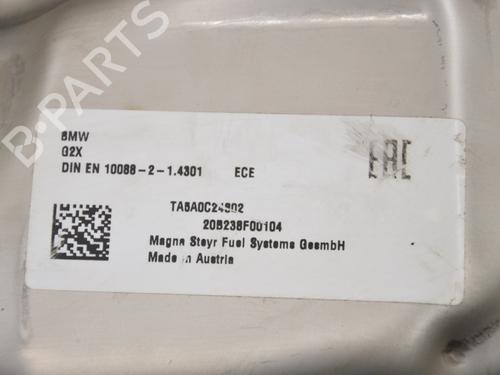 BMW
G2X
DIN EN 10088-2-1.4301 ECE
EAC
TA5A0C24902
20B238F00104
Magna Steyr Fuel Systems GesmbH
Made in Austria
B-PARTS